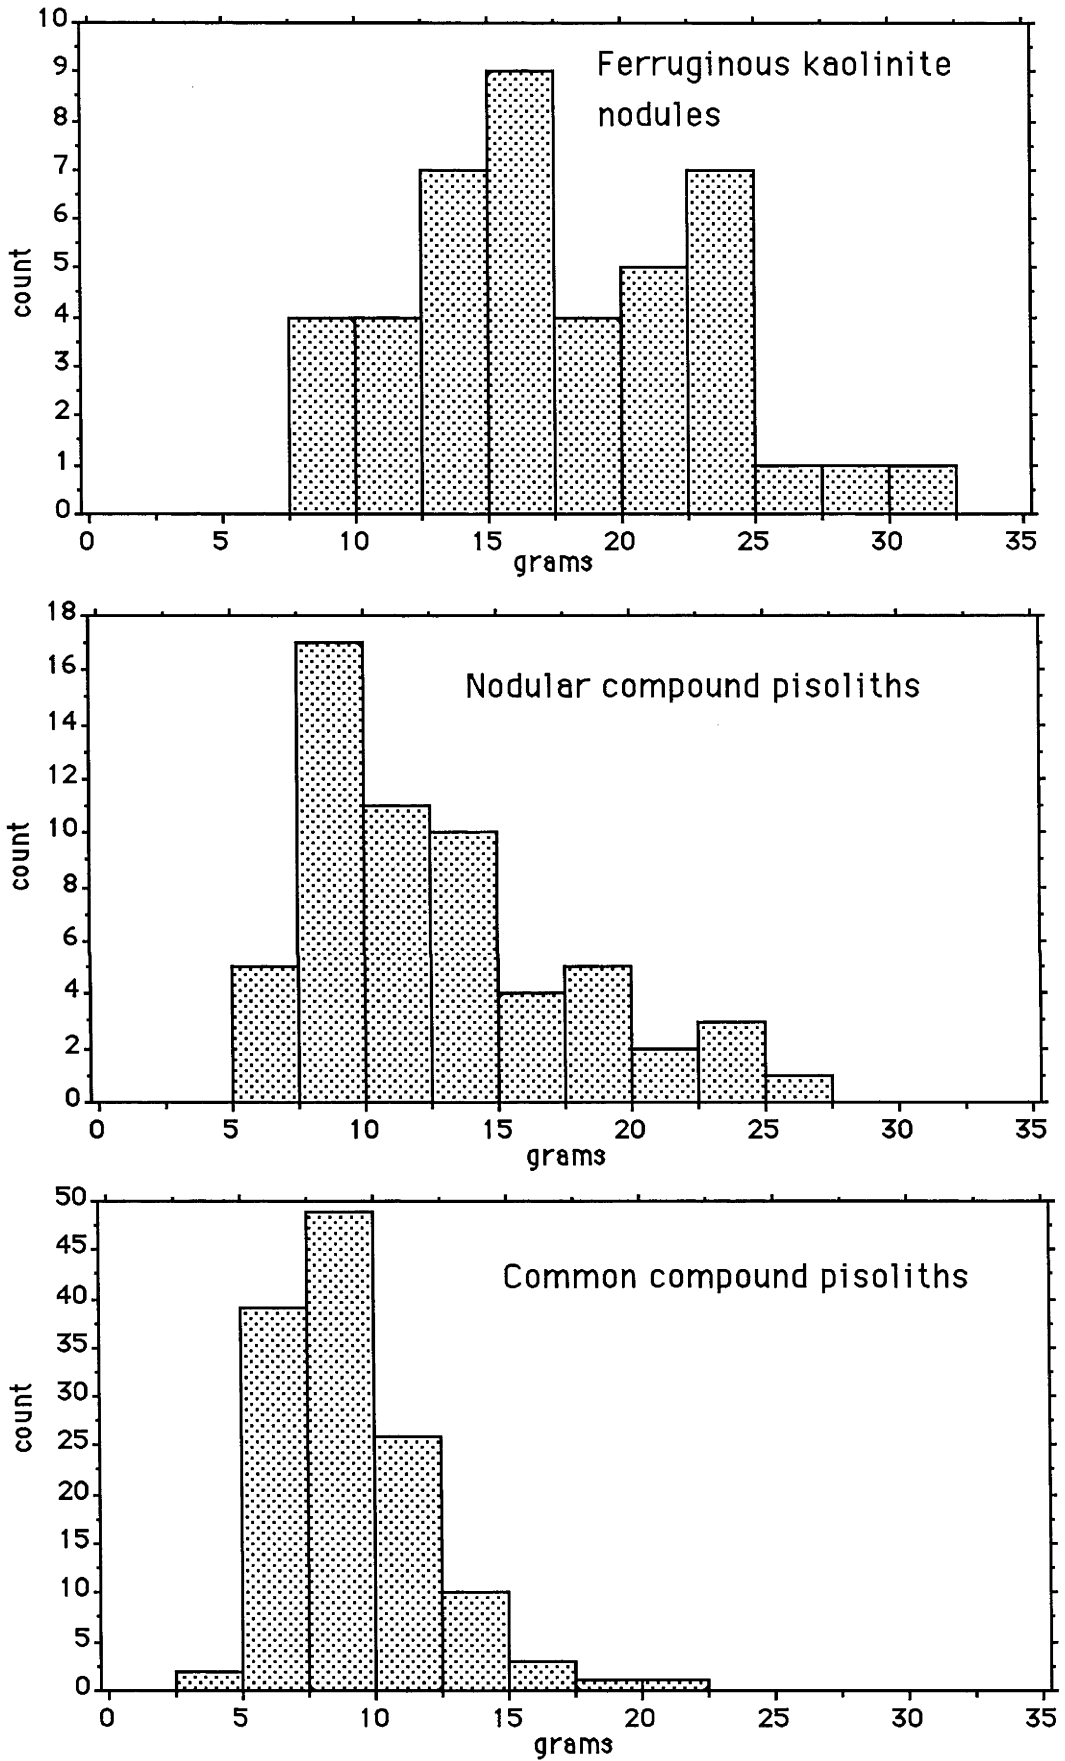 10
Ferruginous kaolinite
nodules
9
8
7
6
5
4
3
2
1
0
count
0 5 10 15 20 25 30 35
grams
18
Nodular compound pisoliths
16
14
12
10
8
6
4
2
0
count
0 5 10 15 20 25 30 35
grams
50
Common compound pisoliths
45
40
35
30
25
20
15
10
5
0
count
0 5 10 15 20 25 30 35
grams